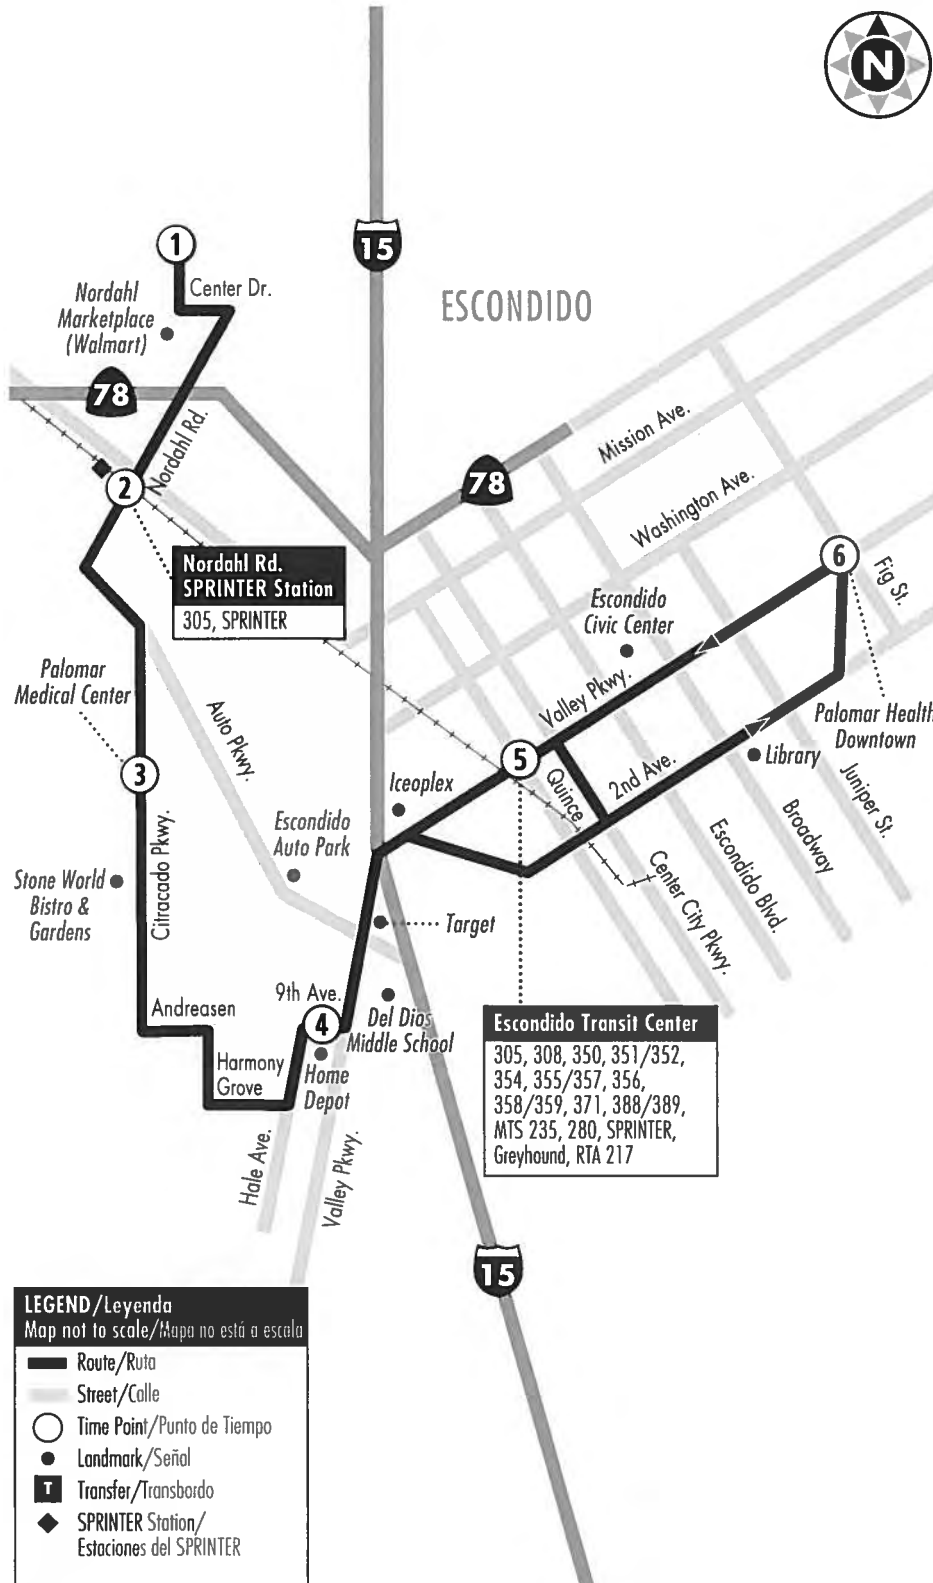 N
1
15
Center Dr.
Nordahl
Marketplace
(Walmart)
ESCONDIDO
78
Nordahl Rd.
Mission Ave.
78
Washington Ave.
2
Nordahl Rd.
SPRINTER Station
305, SPRINTER
6
Fig St.
Escondido
Civic Center
Palomar
Medical Center
Valley Pkwy.
Palomar Health
Downtown
Auto Pkwy.
3
5
Quince
2nd Ave.
Library
Juniper St.
Iceoplex
Broadway
Escondido
Auto Park
Citracado Pkwy.
Escondido Blvd.
Center City Pkwy.
Stone World
Bistro &
Gardens
Target
Andreasen
9th Ave.
4
Del Dios
Middle School
Harmony
Grove
Home
Depot
Hale Ave.
Valley Pkwy.
Escondido Transit Center
305, 308, 350, 351/352,
354, 355/357, 356,
358/359, 371, 388/389,
MTS 235, 280, SPRINTER,
Greyhound, RTA 217
15
LEGEND/Leyenda
Map not to scale/Mapa no está a escala
Route/Ruta
Street/Calle
Time Point/Punto de Tiempo
Landmark/Señal
T Transfer/Transbordo
SPRINTER Station/
Estaciones del SPRINTER